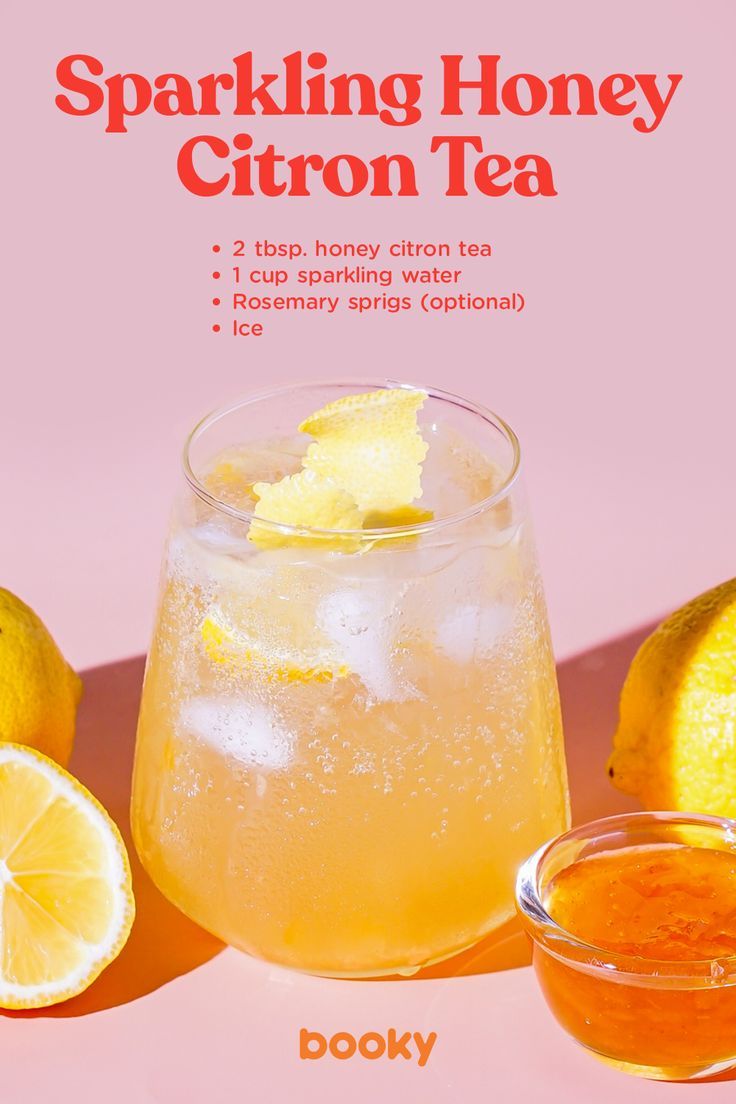 Sparkling Honey
Citron Tea
• 2 tbsp. honey citron tea
• 1 cup sparkling water
• Rosemary sprigs (optional)
• Ice
booky